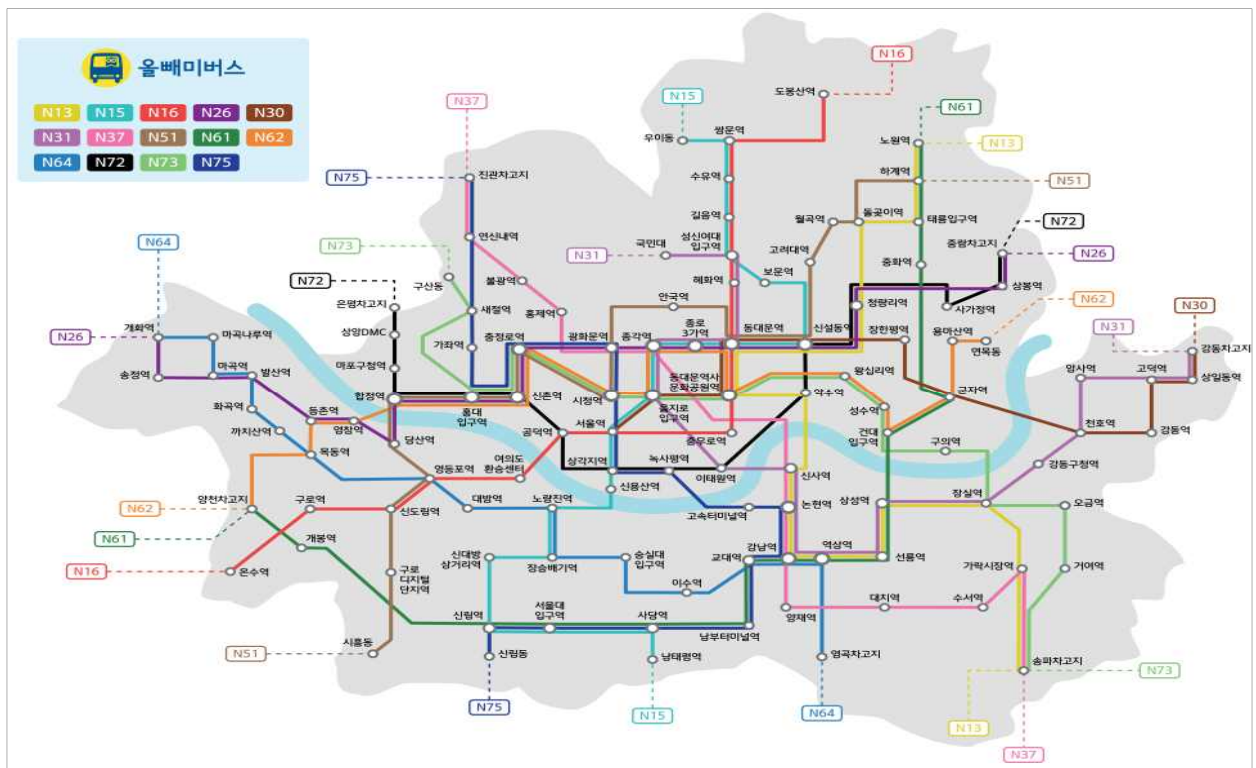 올빼미버스
N13 N15 N16 N26 N30
N31 N37 N51 N61 N62
N64 N72 N73 N75
N16
도봉산역
N15
N37
N61
우이동
쌍문역
노원역
N13
N75
진관차고지
수유역
하계역
N51
길음역
월곡역
돌곶이역
태릉입구역
N72
N64
N73
연신내역
국민대
성신여대
입구역
고려대역
중랑차고지
N31
N26
구산동
불광역
혜화역
보문역
중화역
N72
은평차고지
상봉역
새절역
홍제역
안국역
청량리역
사가정역
N62
N30
개화역
마곡나루역
상암DMC
충정로역
광화문역
종각역
종로
3가역
동대문역
신설동역
장한평역
용마산역
N31
N26
가좌역
연목동
강동차고지
송정역
마곡역
발산역
마포구청역
동대문역사
문화공원역
왕십리역
암사역
고덕역
상일동역
합정역
홍대
입구역
신촌역
시청역
을지로
입구역
약수역
성수역
군자역
화곡역
등촌역
염창역
당산역
공덕역
서울역
충무로역
건대
입구역
구의역
천호역
강동역
까치산역
목동역
여의도
환승센터
삼각지역
녹사평역
이태원역
신사역
강동구청역
영등포역
신용산역
양천차고지
구로역
신도림역
대방역
노량진역
고속터미널역
논현역
삼성역
잠실역
오금역
N62
N61
개봉역
신대방
삼거리역
장승배기역
숭실대
입구역
교대역
강남역
역삼역
선릉역
가락시장역
거여역
N16
온수역
구로
디지털
단지역
이수역
신림역
서울대
입구역
사당역
남부터미널역
양재역
대치역
수서역
N51
시흥동
신림동
남태령역
염곡차고지
송파차고지
N73
N75
N15
N64
N13
N37